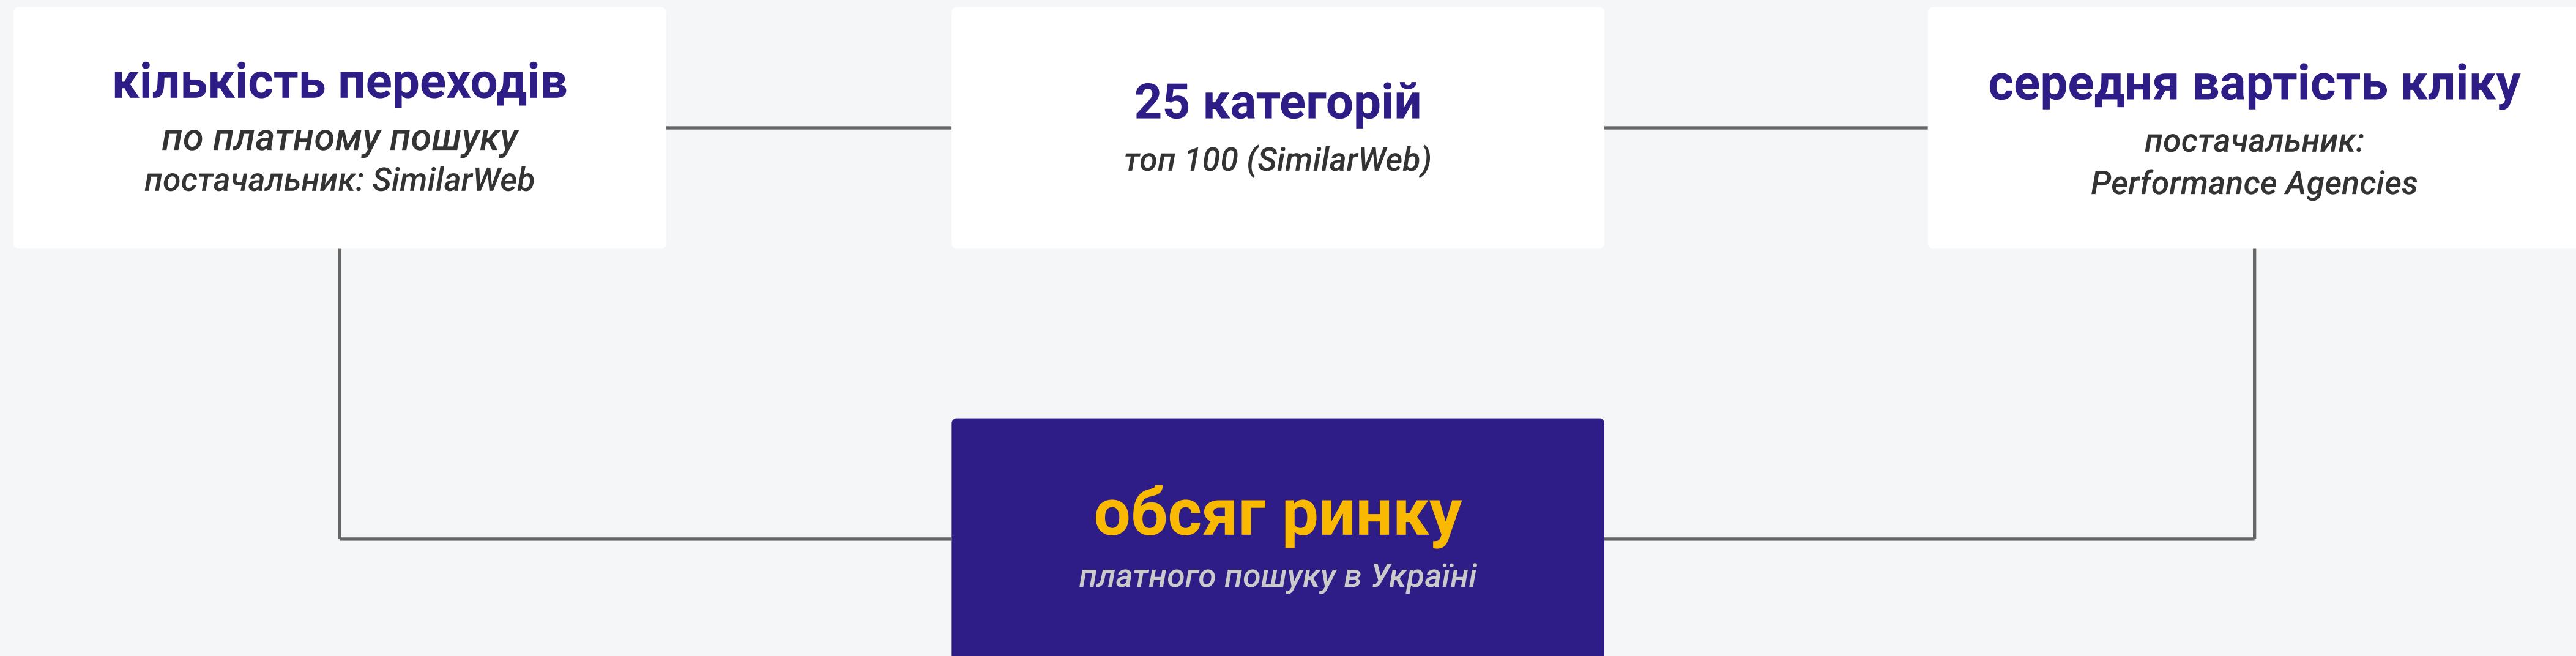 кількість переходів
по платному пошуку
постачальник: SimilarWeb
25 категорій
топ 100 (SimilarWeb)
середня вартість кліку
постачальник:
Performance Agencies
обсяг ринку
платного пошуку в Україні